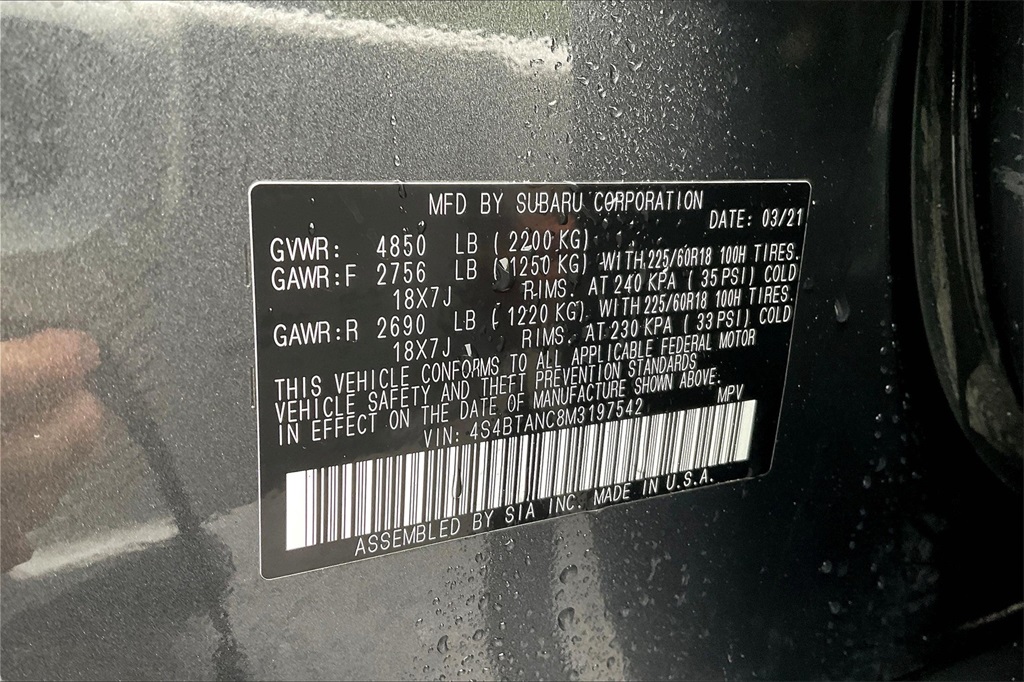 MFD BY SUBARU CORPORATION
DATE: 03/21
GVWR: 4850 LB (2200 KG)
GAWR:F 2756 LB (1250 KG) WITH 225/60R18 100H TIRES.
18X7J RIMS. AT 240 KPA (35 PSI) COLD
GAWR:R 2690 LB (1220 KG) WITH 225/60R18 100H TIRES.
18X7J RIMS. AT 230 KPA (33 PSI) COLD
THIS VEHICLE CONFORMS TO ALL APPLICABLE FEDERAL MOTOR
VEHICLE SAFETY AND THEFT PREVENTION STANDARDS
IN EFFECT ON THE DATE OF MANUFACTURE SHOWN ABOVE.
VIN: 4S4BTANC8M3197542 MPV
ASSEMBLED BY SIA INC. MADE IN U.S.A.